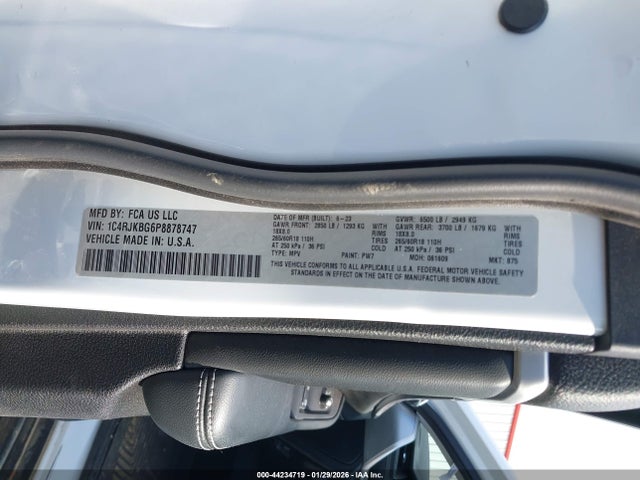 MFD BY: FCA US LLC
VIN: 1C4RJKBG6P8878747
VEHICLE MADE IN U.S.A.
DATE OF MFR (BUILT): 6-23
GAWR FRONT: 2850 LB / 1293 KG
18X8.0
265/60R18 110H
AT 250 kPa / 36 PSI
TYPE: MPV
WITH
RIMS
TIRES
COLD
PAINT: PW7
GVWR: 6500 LB / 2949 KG
GAWR REAR: 3700 LB / 1679 KG
18X8.0
265/60R18 110H
AT 250 kPa / 36 PSI
MDH: 061609
WITH
RIMS
TIRES
COLD
MKT: 875
THIS VEHICLE CONFORMS TO ALL APPLICABLE U.S.A. FEDERAL MOTOR VEHICLE SAFETY
STANDARDS IN EFFECT ON THE DATE OF MANUFACTURE SHOWN ABOVE.
000-44234719 - 01/29/2026 - IAA Inc.